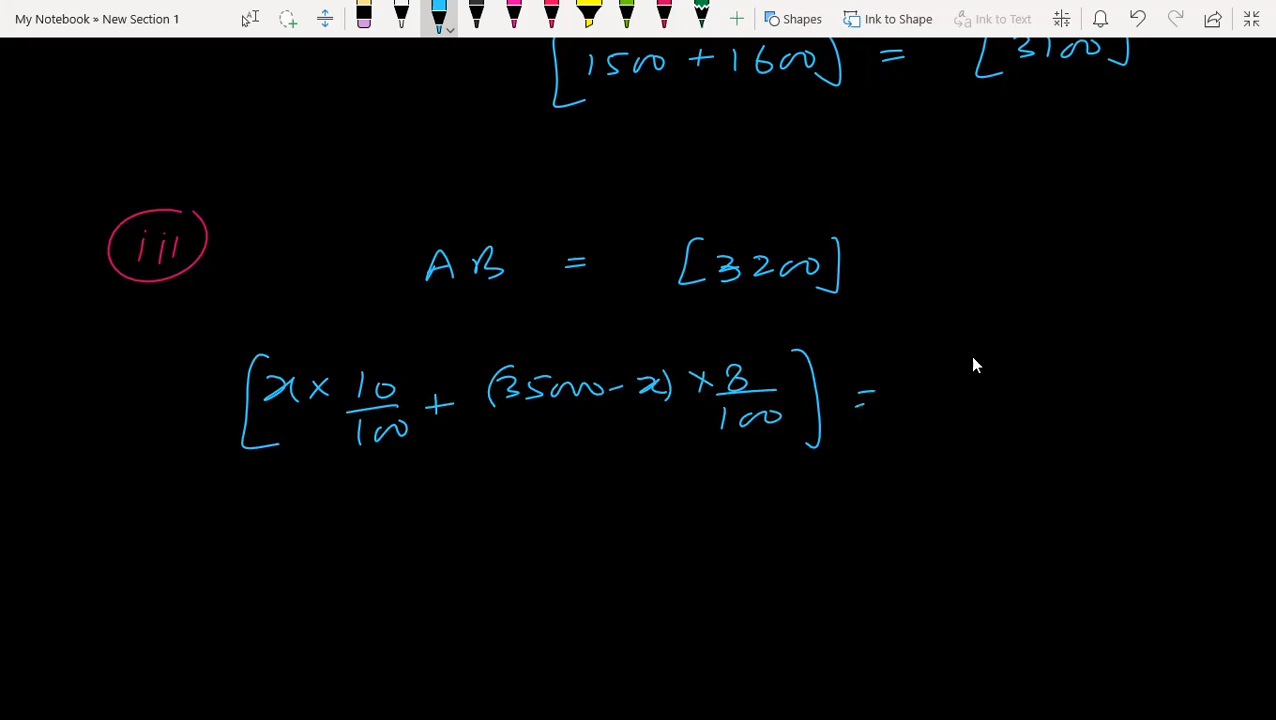 My Notebook » New Section 1
Shapes
Ink to Shape
Ink to Text
[1500 + 1600] = [3100]
iii
AB = [3200]
[x × 10/100 + (35000 - x) × 8/100] =